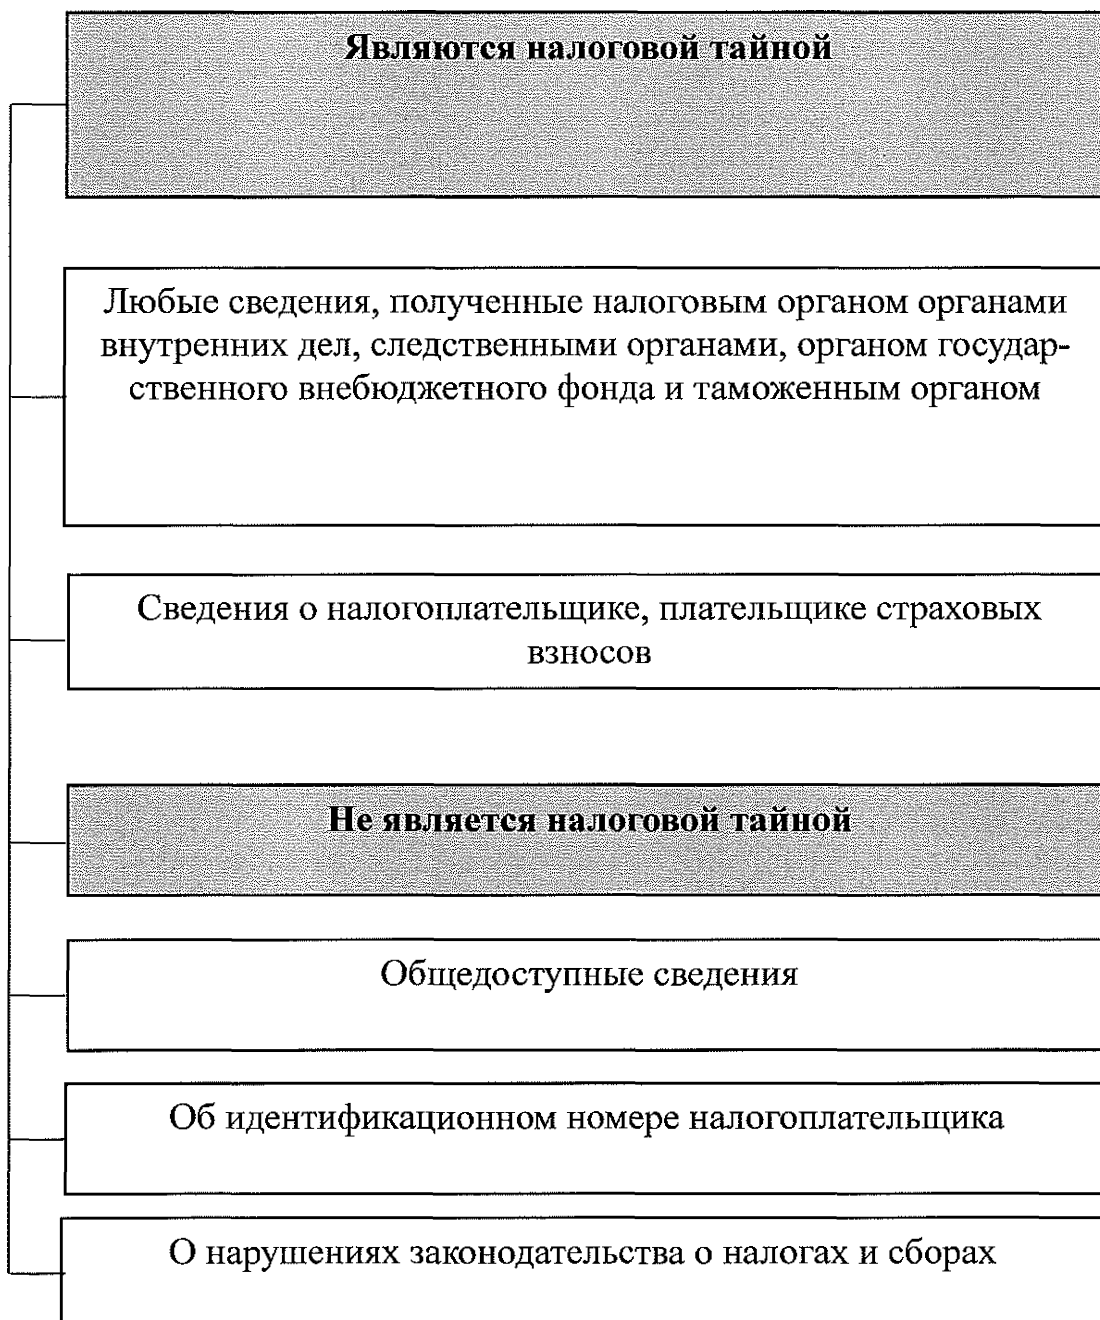 Являются налоговой тайной
Любые сведения, полученные налоговым органом органами
внутренних дел, следственными органами, органом государ-
ственного внебюджетного фонда и таможенным органом
Сведения о налогоплательщике, плательщике страховых
взносов
Не является налоговой тайной
Общедоступные сведения
Об идентификационном номере налогоплательщика
О нарушениях законодательства о налогах и сборах